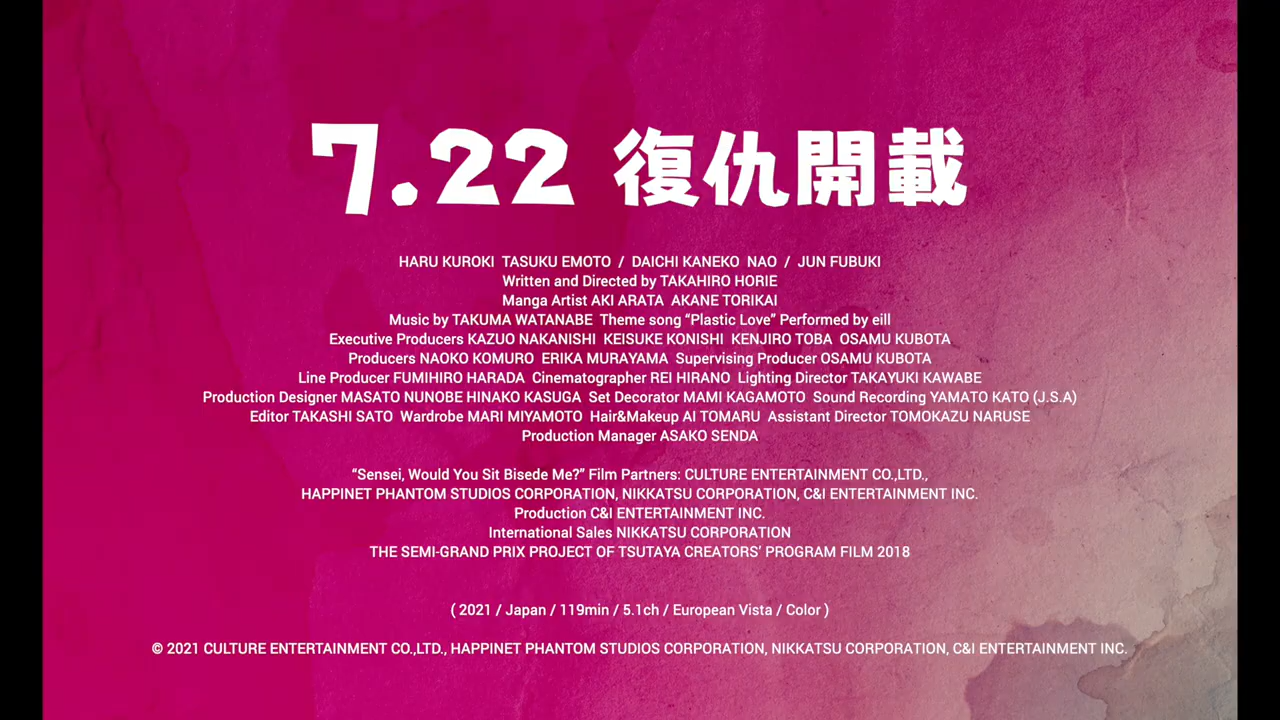 7.22 復仇開載
HARU KUROKI TASUKU EMOTO / DAICHI KANEKO NAO / JUN FUBUKI
Written and Directed by TAKAHIRO HORIE
Manga Artist AKI ARATA AKANE TORIKAI
Music by TAKUMA WATANABE Theme song “Plastic Love” Performed by eill
Executive Producers KAZUO NAKANISHI KEISUKE KONISHI KENJIRO TOBA OSAMU KUBOTA
Producers NAOKO KOMURO ERIKA MURAYAMA Supervising Producer OSAMU KUBOTA
Line Producer FUMIHIRO HARADA Cinematographer REI HIRANO Lighting Director TAKAYUKI KAWABE
Production Designer MASATO NUNOBE HINAKO KASUGA Set Decorator MAMI KAGAMOTO Sound Recording YAMATO KATO (J.S.A)
Editor TAKASHI SATO Wardrobe MARI MIYAMOTO Hair&Makeup AI TOMARU Assistant Director TOMOKAZU NARUSE
Production Manager ASAKO SENDA
“Sensei, Would You Sit Bisede Me?” Film Partners: CULTURE ENTERTAINMENT CO.,LTD.,
HAPPINET PHANTOM STUDIOS CORPORATION, NIKKATSU CORPORATION, C&I ENTERTAINMENT INC.
Production C&I ENTERTAINMENT INC.
International Sales NIKKATSU CORPORATION
THE SEMI-GRAND PRIX PROJECT OF TSUTAYA CREATORS’ PROGRAM FILM 2018
( 2021 / Japan / 119min / 5.1ch / European Vista / Color )
© 2021 CULTURE ENTERTAINMENT CO.,LTD., HAPPINET PHANTOM STUDIOS CORPORATION, NIKKATSU CORPORATION, C&I ENTERTAINMENT INC.